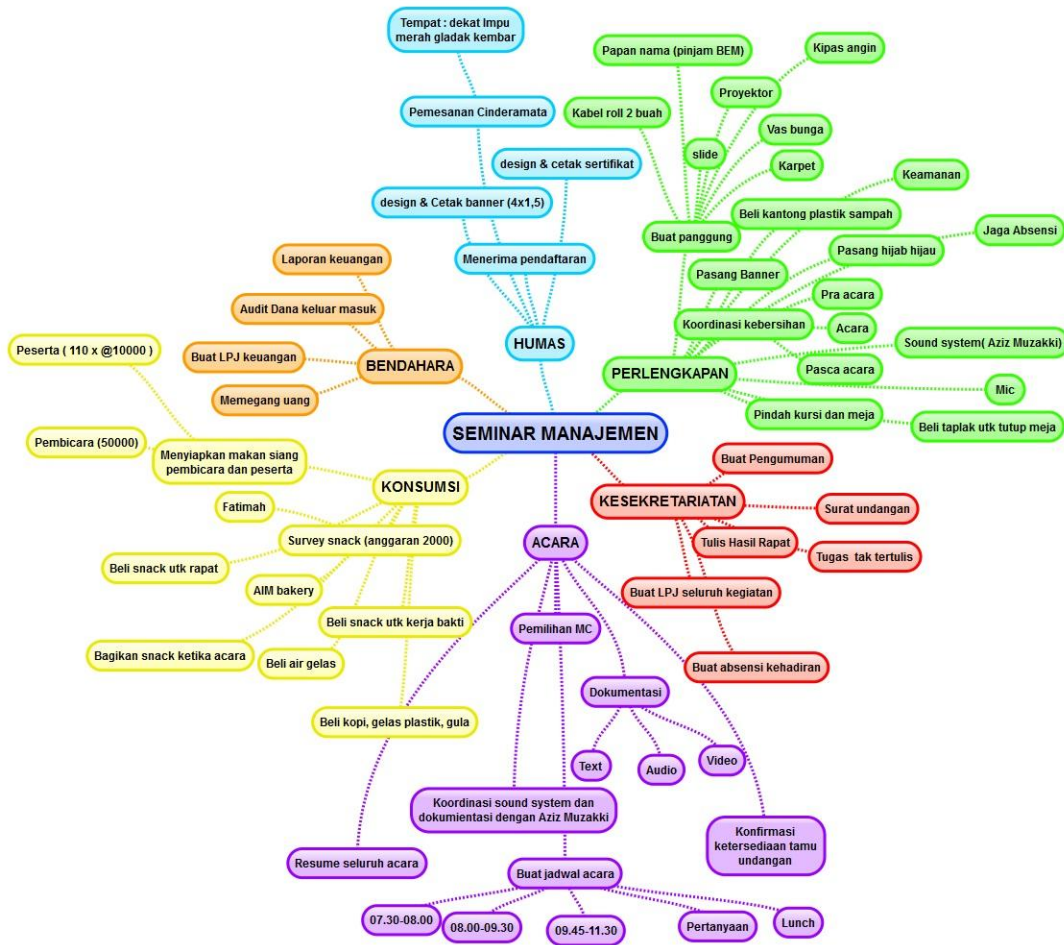 Tempat : dekat lmpu
merah gladak kembar
Pemesanan Cinderamata
design & cetak sertifikat
design & Cetak banner (4x1,5)
Menerima pendaftaran
HUMAS
Papan nama (pinjam BEM)
Kipas angin
Proyektor
Kabel roll 2 buah
Vas bunga
slide
Karpet
Keamanan
Beli kantong plastik sampah
Buat panggung
Jaga Absensi
Pasang hijab hijau
Pasang Banner
Pra acara
Koordinasi kebersihan
Acara
Sound system( Aziz Muzakki)
Pasca acara
PERLENGKAPAN
Mic
Pindah kursi dan meja
Beli taplak utk tutup meja
Laporan keuangan
Audit Dana keluar masuk
Buat LPJ keuangan
BENDAHARA
Memegang uang
SEMINAR MANAJEMEN
Peserta ( 110 x @10000 )
Pembicara (50000)
Menyiapkan makan siang
pembicara dan peserta
KONSUMSI
Fatimah
Survey snack (anggaran 2000)
Beli snack utk rapat
AIM bakery
Beli snack utk kerja bakti
Bagikan snack ketika acara
Beli air gelas
Beli kopi, gelas plastik, gula
Buat Pengumuman
KESEKRETARIATAN
Surat undangan
Tulis Hasil Rapat
Tugas tak tertulis
Buat LPJ seluruh kegiatan
Buat absensi kehadiran
ACARA
Pemilihan MC
Dokumentasi
Text
Audio
Video
Koordinasi sound system dan
dokumientasi dengan Aziz Muzakki
Konfirmasi
ketersediaan tamu
undangan
Resume seluruh acara
Buat jadwal acara
07.30-08.00
08.00-09.30
09.45-11.30
Pertanyaan
Lunch